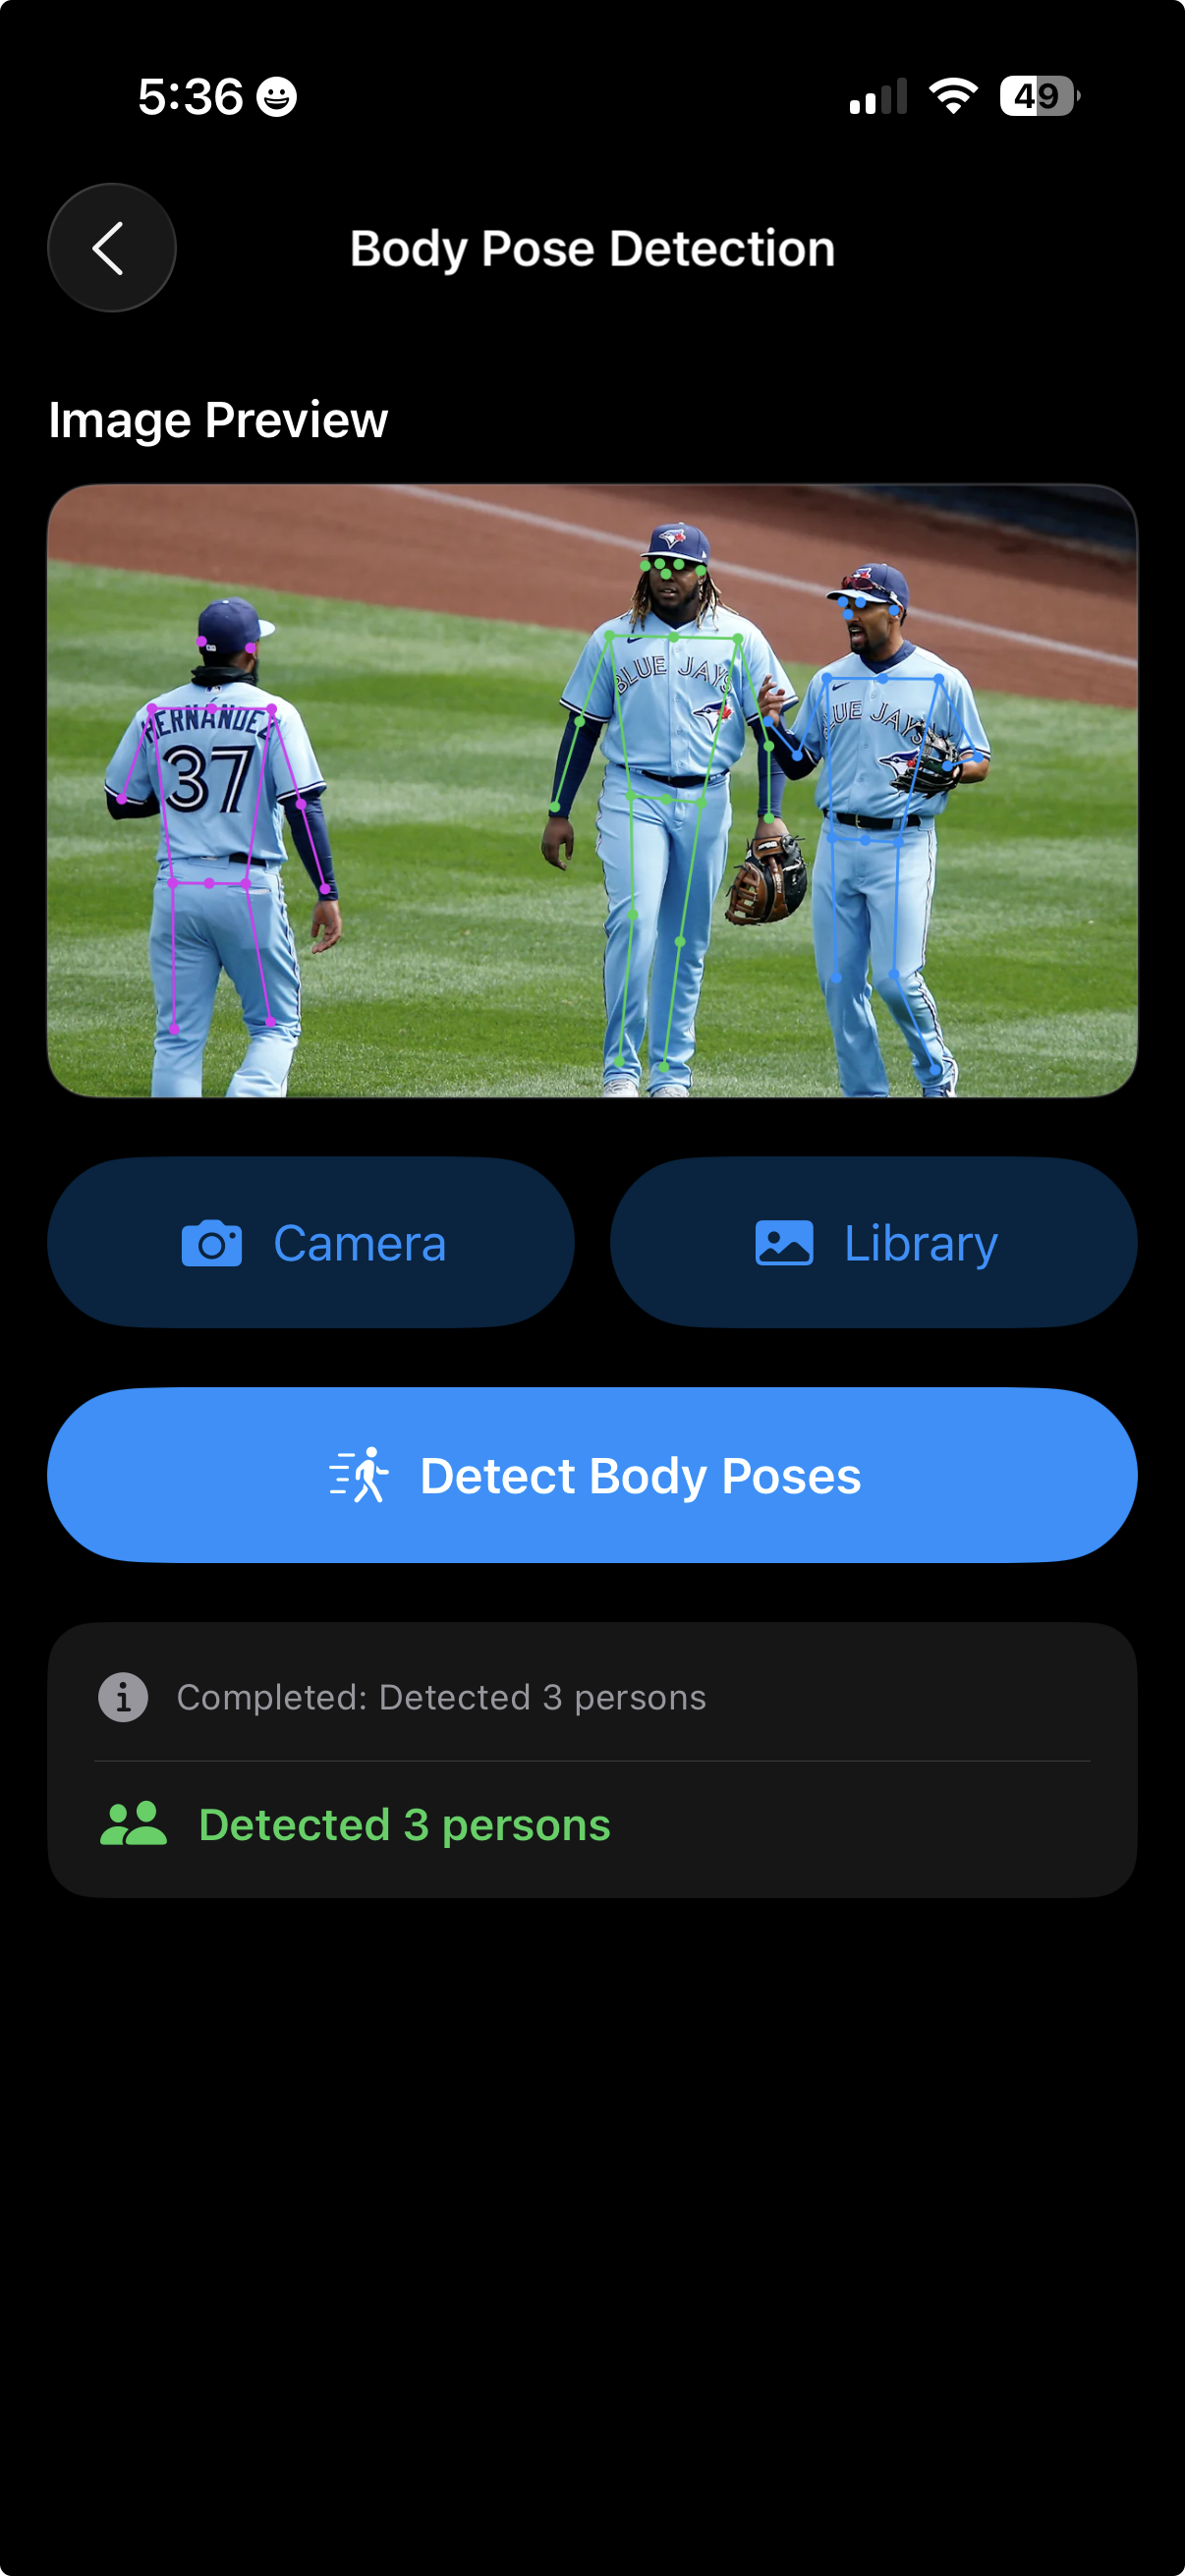 5:36
49
Body Pose Detection
Image Preview
HERNÁNDEZ
37
BLUE JAYS
BLUE JAYS
Camera
Library
Detect Body Poses
Completed: Detected 3 persons
Detected 3 persons